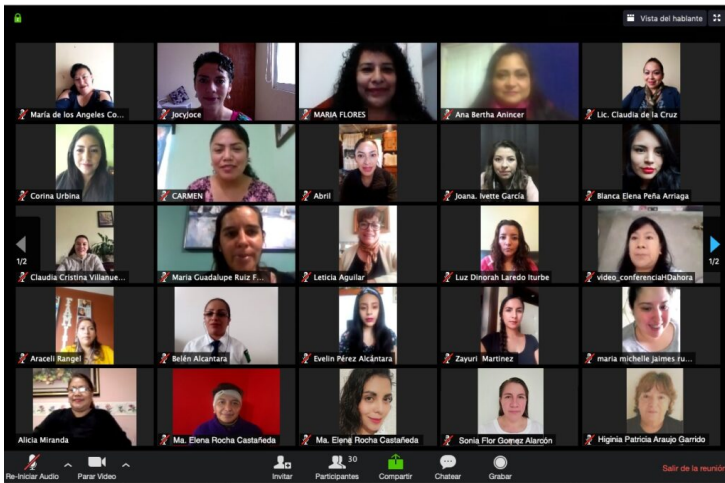 Vista del hablante
María de los Angeles Co...
JocyJoce
MARIA FLORES
Ana Bertha Anincer
Lic. Claudia de la Cruz
Corina Urbina
CARMEN
Abril
Joana. Ivette García
Blanca Elena Peña Arriaga
1/2
Claudia Cristina Villanue...
Maria Guadalupe Ruiz F...
Leticia Aguilar
Luz Dinorah Laredo Iturbe
video_conferenciaHDahora
1/2
Araceli Rangel
Belén Alcantara
Evelin Pérez Alcántara
Zayuri Martinez
maria michelle jaimes ru...
Alicia Miranda
Ma. Elena Rocha Castañeda
Ma. Elena Rocha Castañeda
Sonia Flor Gomez Alarcón
Higinia Patricia Araujo Garrido
Re-Iniciar Audio
Parar Video
Invitar
30
Participantes
Compartir
Chatear
Grabar
Salir de la reunión